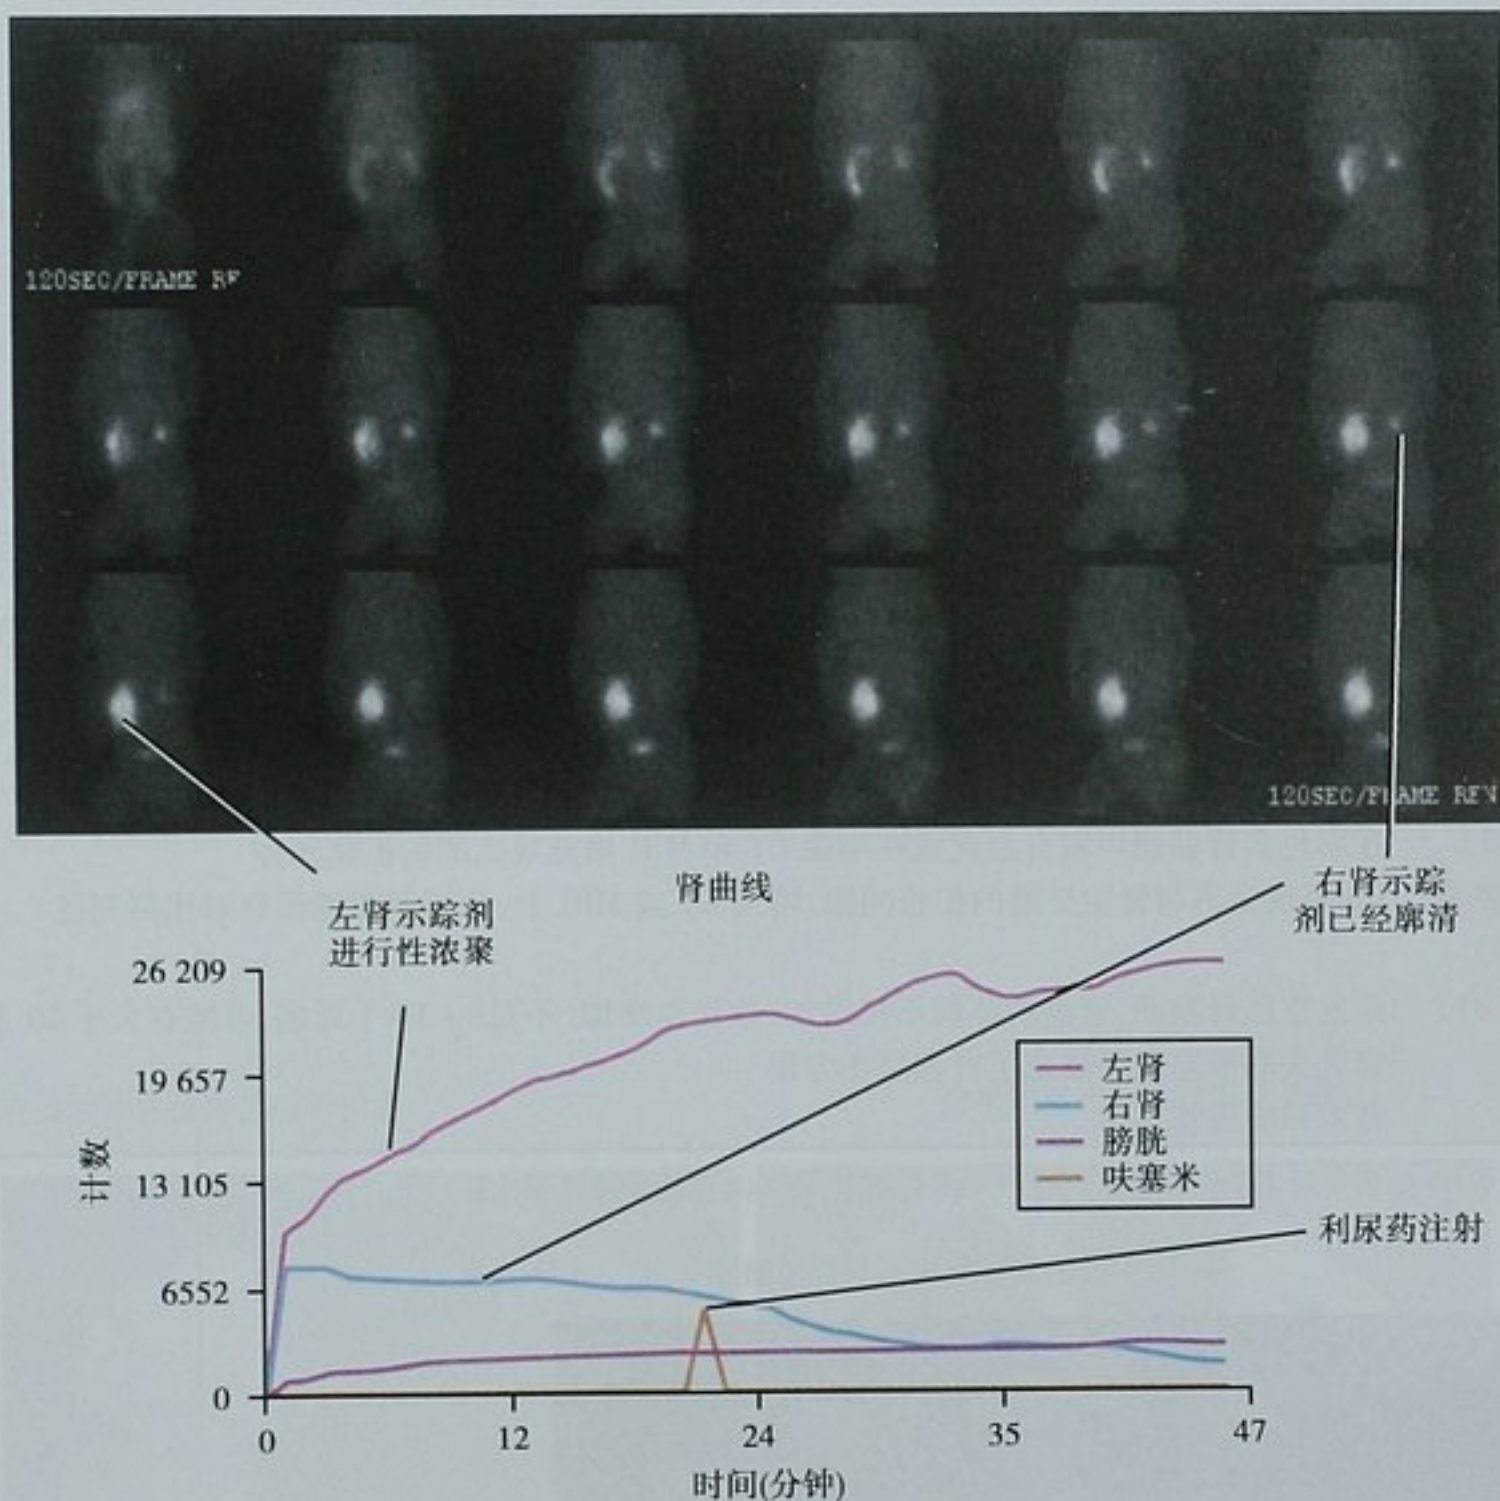 120SEC/FRAME RF
120SEC/FRAME REN
左肾示踪剂
进行性浓聚
肾曲线
右肾示踪
剂已经廓清
26 209
19 657
13 105
6552
0
计数
左肾
右肾
膀胱
呋塞米
利尿药注射
0
12
24
35
47
时间(分钟)